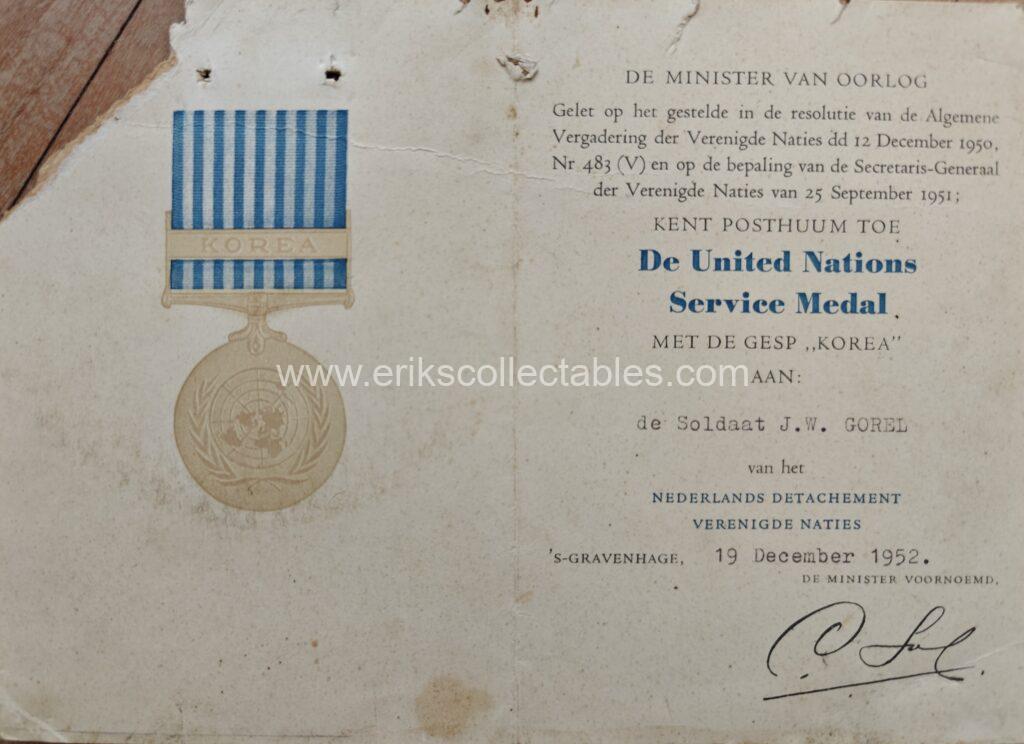 KOREA
DE MINISTER VAN OORLOG
Gelet op het gestelde in de resolutie van de Algemene
Vergadering der Verenigde Naties dd 12 December 1950,
Nr 483 (V) en op de bepaling van de Secretaris-Generaal
der Verenigde Naties van 25 September 1951;
KENT POSTHUUM TOE
De United Nations
Service Medal
MET DE GESP „KOREA”
www.erikscollectables.com
AAN:
de Soldaat J.W. GOREL
van het
NEDERLANDS DETACHEMENT
VERENIGDE NATIES
'S-GRAVENHAGE, 19 December 1952.
DE MINISTER VOORNOEMD,